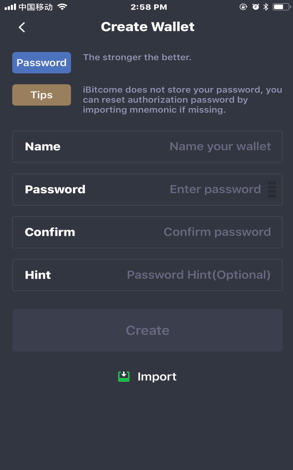 中国移动 2:58 PM
Create Wallet
Password The stronger the better.
Tips iBitcome does not store your password, you
can reset authorization password by
importing mnemonic if missing.
Name Name your wallet
Password Enter password
Confirm Confirm password
Hint Password Hint(Optional)
Create
Import